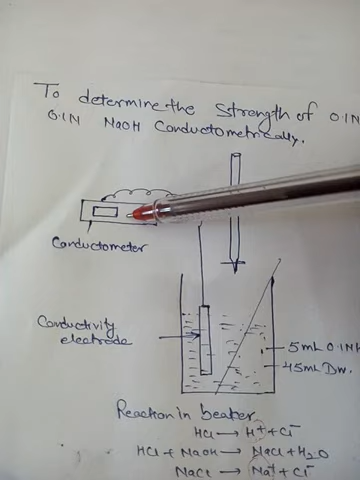 To determine the Strength of 0.1N
0.1N NaOH Conductometrically.
Conductometer
Conductivity
electrode
5mL 0.1N H
45mL Dw.
Reaction in beaker
HCl → H⁺ + Cl⁻
HCl + NaOH → NaCl + H₂O
NaCl → Na⁺ + Cl⁻